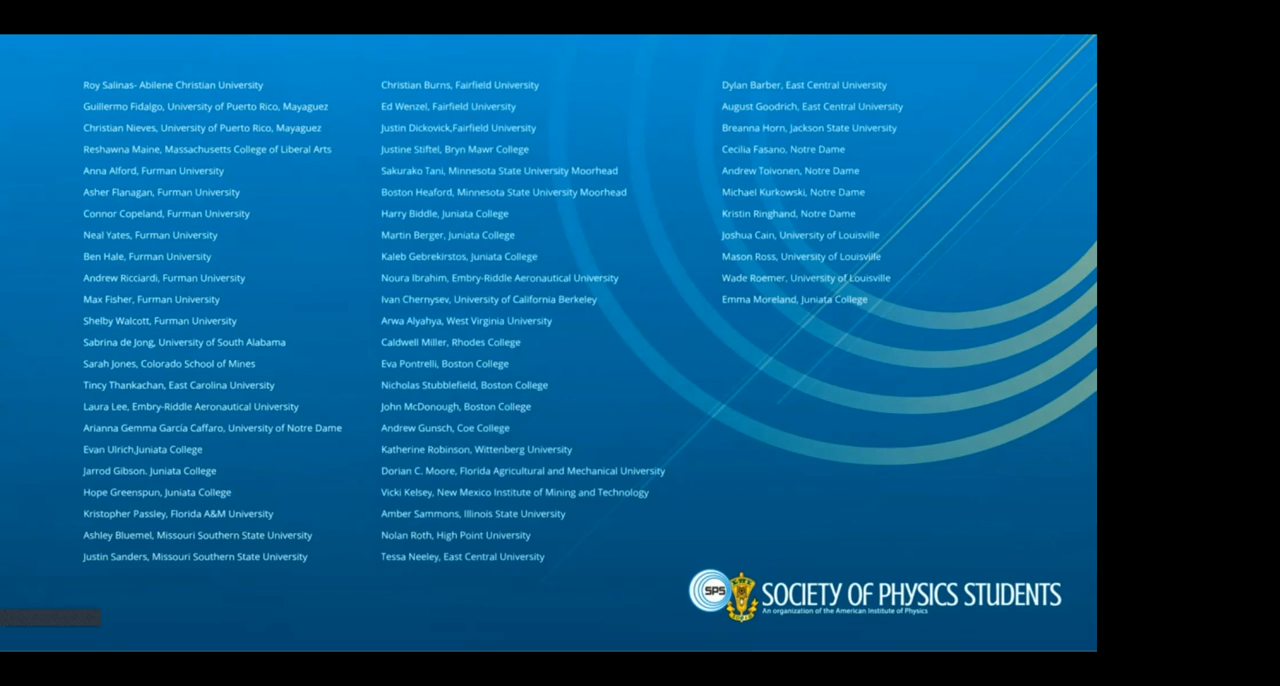 Roy Salinas- Abilene Christian University
Guillermo Fidalgo, University of Puerto Rico, Mayaguez
Christian Nieves, University of Puerto Rico, Mayaguez
Reshawna Maine, Massachusetts College of Liberal Arts
Anna Alford, Furman University
Asher Flanagan, Furman University
Connor Copeland, Furman University
Neal Yates, Furman University
Ben Hale, Furman University
Andrew Ricciardi, Furman University
Max Fisher, Furman University
Shelby Walcott, Furman University
Sabrina de Jong, University of South Alabama
Sarah Jones, Colorado School of Mines
Tincy Thankachan, East Carolina University
Laura Lee, Embry-Riddle Aeronautical University
Arianna Gemma García Caffaro, University of Notre Dame
Evan Ulrich,Juniata College
Jarrod Gibson. Juniata College
Hope Greenspun, Juniata College
Kristopher Passley, Florida A&M University
Ashley Bluemel, Missouri Southern State University
Justin Sanders, Missouri Southern State University
Christian Burns, Fairfield University
Ed Wenzel, Fairfield University
Justin Dickovick,Fairfield University
Justine Stiftel, Bryn Mawr College
Sakurako Tani, Minnesota State University Moorhead
Boston Heaford, Minnesota State University Moorhead
Harry Biddle, Juniata College
Martin Berger, Juniata College
Kaleb Gebrekirstos, Juniata College
Noura Ibrahim, Embry-Riddle Aeronautical University
Ivan Chernysev, University of California Berkeley
Arwa Alyahya, West Virginia University
Caldwell Miller, Rhodes College
Eva Pontrelli, Boston College
Nicholas Stubblefield, Boston College
John McDonough, Boston College
Andrew Gunsch, Coe College
Katherine Robinson, Wittenberg University
Dorian C. Moore, Florida Agricultural and Mechanical University
Vicki Kelsey, New Mexico Institute of Mining and Technology
Amber Sammons, Illinois State University
Nolan Roth, High Point University
Tessa Neeley, East Central University
Dylan Barber, East Central University
August Goodrich, East Central University
Breanna Horn, Jackson State University
Cecilia Fasano, Notre Dame
Andrew Toivonen, Notre Dame
Michael Kurkowski, Notre Dame
Kristin Ringhand, Notre Dame
Joshua Cain, University of Louisville
Mason Ross, University of Louisville
Wade Roemer, University of Louisville
Emma Moreland, Juniata College
SPS
SOCIETY OF PHYSICS STUDENTS
An organization of the American Institute of Physics